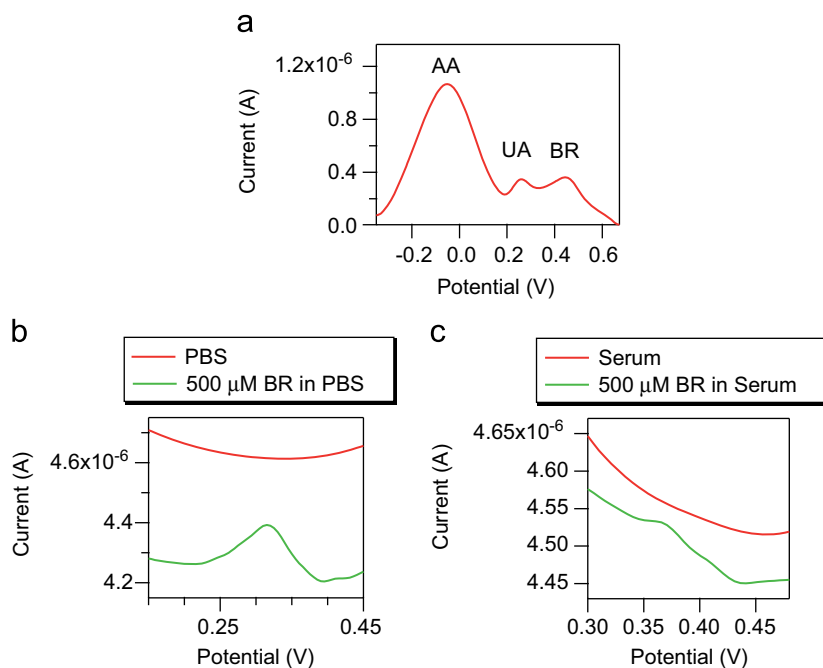 a
1.2x10⁻⁶
0.8
0.4
0.0
Current (A)
AA
UA
BR
-0.2
0.0
0.2
0.4
0.6
Potential (V)
b
PBS
500 μM BR in PBS
4.6x10⁻⁶
4.4
4.2
Current (A)
0.25
0.45
Potential (V)
c
Serum
500 μM BR in Serum
4.65x10⁻⁶
4.60
4.55
4.50
4.45
Current (A)
0.30
0.35
0.40
0.45
Potential (V)